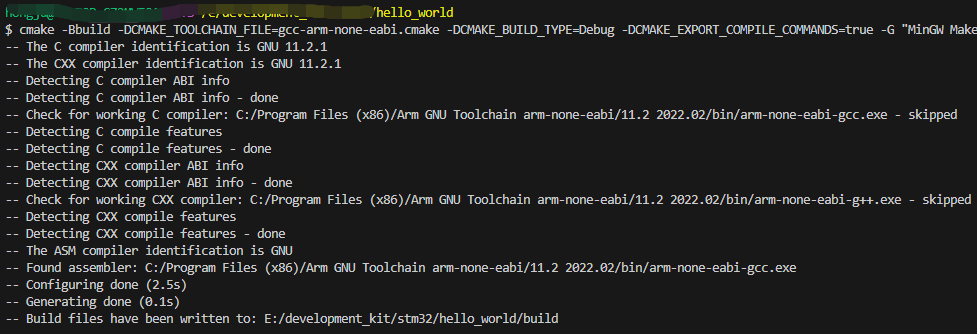 /e/development_ /hello_world
$ cmake -Bbuild -DCMAKE_TOOLCHAIN_FILE=gcc-arm-none-eabi.cmake -DCMAKE_BUILD_TYPE=Debug -DCMAKE_EXPORT_COMPILE_COMMANDS=true -G "MinGW Make
-- The C compiler identification is GNU 11.2.1
-- The CXX compiler identification is GNU 11.2.1
-- Detecting C compiler ABI info
-- Detecting C compiler ABI info - done
-- Check for working C compiler: C:/Program Files (x86)/Arm GNU Toolchain arm-none-eabi/11.2 2022.02/bin/arm-none-eabi-gcc.exe - skipped
-- Detecting C compile features
-- Detecting C compile features - done
-- Detecting CXX compiler ABI info
-- Detecting CXX compiler ABI info - done
-- Check for working CXX compiler: C:/Program Files (x86)/Arm GNU Toolchain arm-none-eabi/11.2 2022.02/bin/arm-none-eabi-g++.exe - skipped
-- Detecting CXX compile features
-- Detecting CXX compile features - done
-- The ASM compiler identification is GNU
-- Found assembler: C:/Program Files (x86)/Arm GNU Toolchain arm-none-eabi/11.2 2022.02/bin/arm-none-eabi-gcc.exe
-- Configuring done (2.5s)
-- Generating done (0.1s)
-- Build files have been written to: E:/development_kit/stm32/hello_world/build